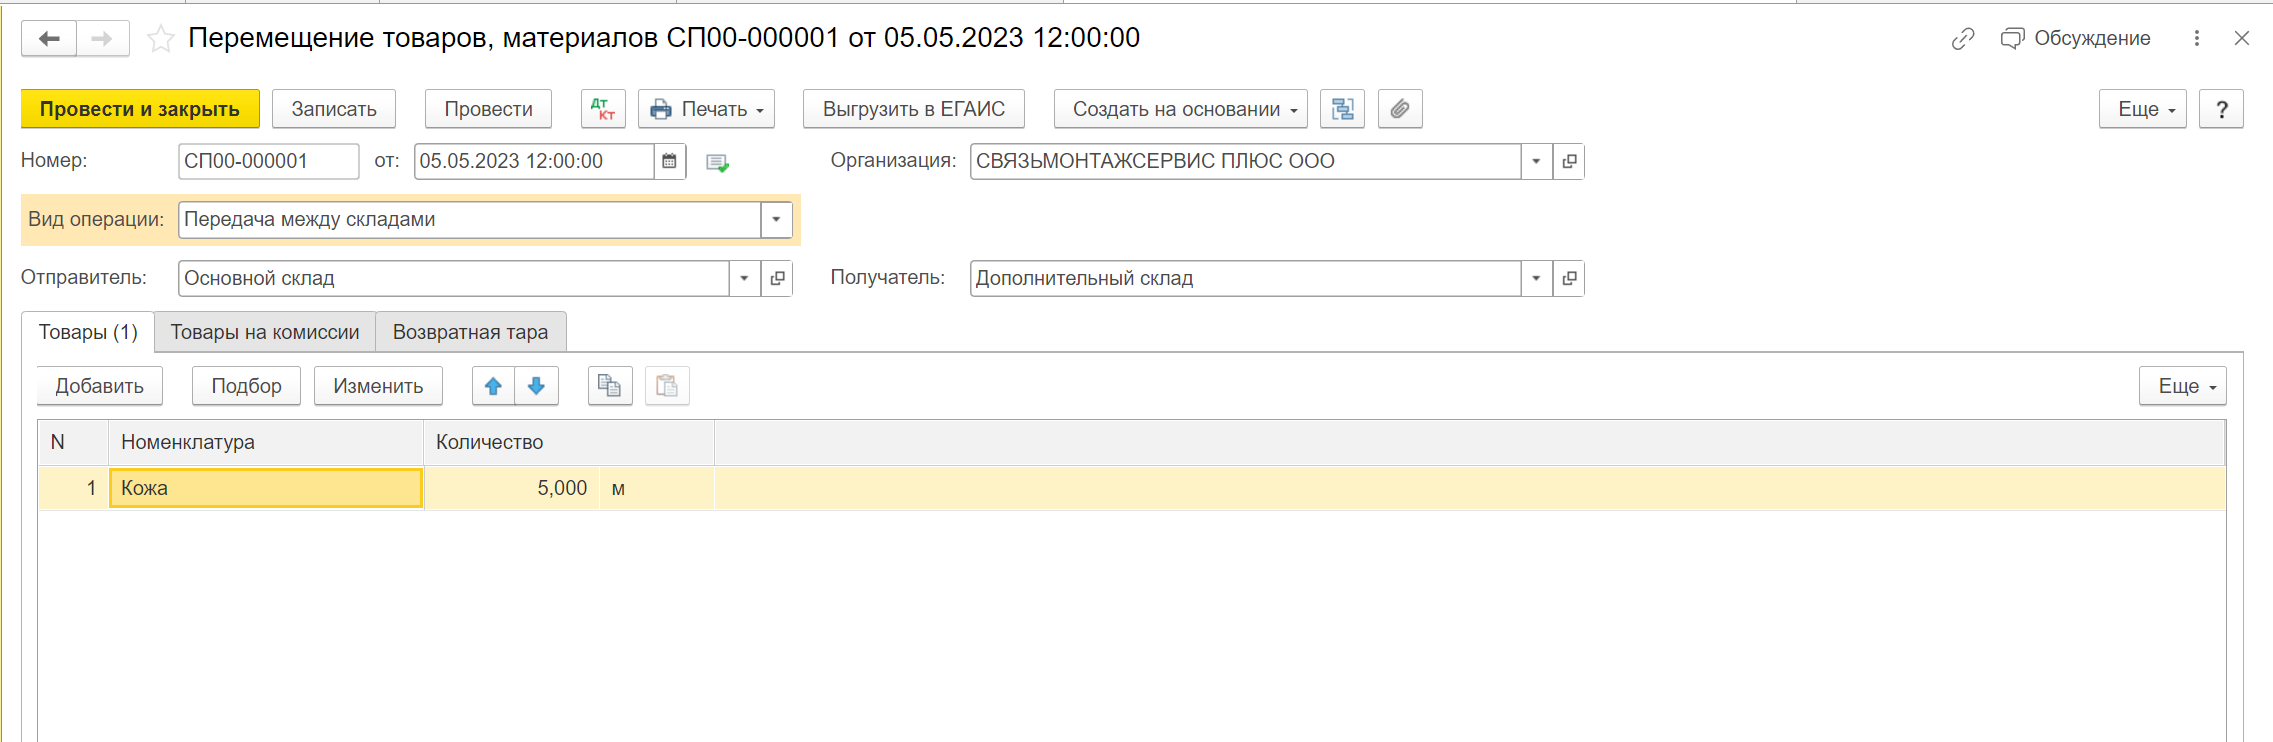 Перемещение товаров, материалов СП00-000001 от 05.05.2023 12:00:00
Обсуждение
Провести и закрыть Записать Провести Дт Кт Печать Выгрузить в ЕГАИС Создать на основании Еще ?
Номер: СП00-000001 от: 05.05.2023 12:00:00 Организация: СВЯЗЬМОНТАЖСЕРВИС ПЛЮС ООО
Вид операции: Передача между складами
Отправитель: Основной склад Получатель: Дополнительный склад
Товары (1) Товары на комиссии Возвратная тара
Добавить Подбор Изменить Еще
N Номенклатура Количество
1 Кожа 5,000 м